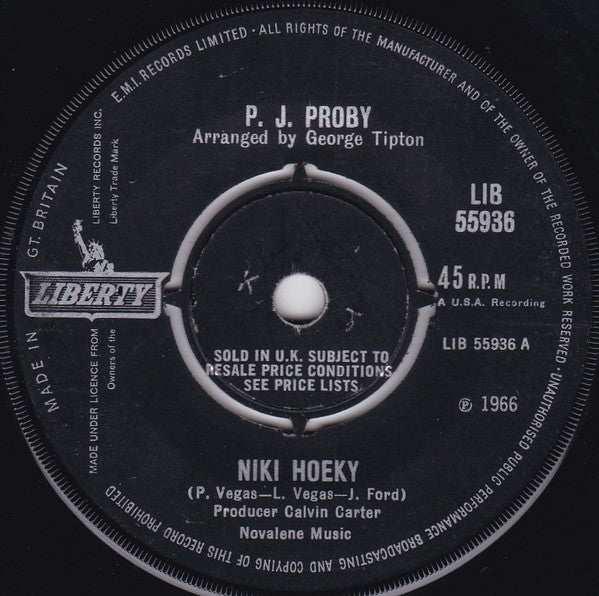 E.M.I. RECORDS LIMITED · ALL RIGHTS OF THE MANUFACTURER AND OF THE OWNER OF THE RECORDED WORK RESERVED · UNAUTHORISED PUBLIC PERFORMANCE BROADCASTING AND COPYING OF THIS RECORD PROHIBITED
MADE IN GT. BRITAIN
P. J. PROBY
Arranged by George Tipton
LIBERTY RECORDS INC.
Liberty Trade Mark
LIBERTY
MADE UNDER LICENCE FROM
Owners of the
LIB
55936
45 R.P.M
A U.S.A. Recording
LIB 55936 A
℗ 1966
K J
SOLD IN U.K. SUBJECT TO
RESALE PRICE CONDITIONS
SEE PRICE LISTS
NIKI HOEKY
(P. Vegas—L. Vegas—J. Ford)
Producer Calvin Carter
Novalene Music